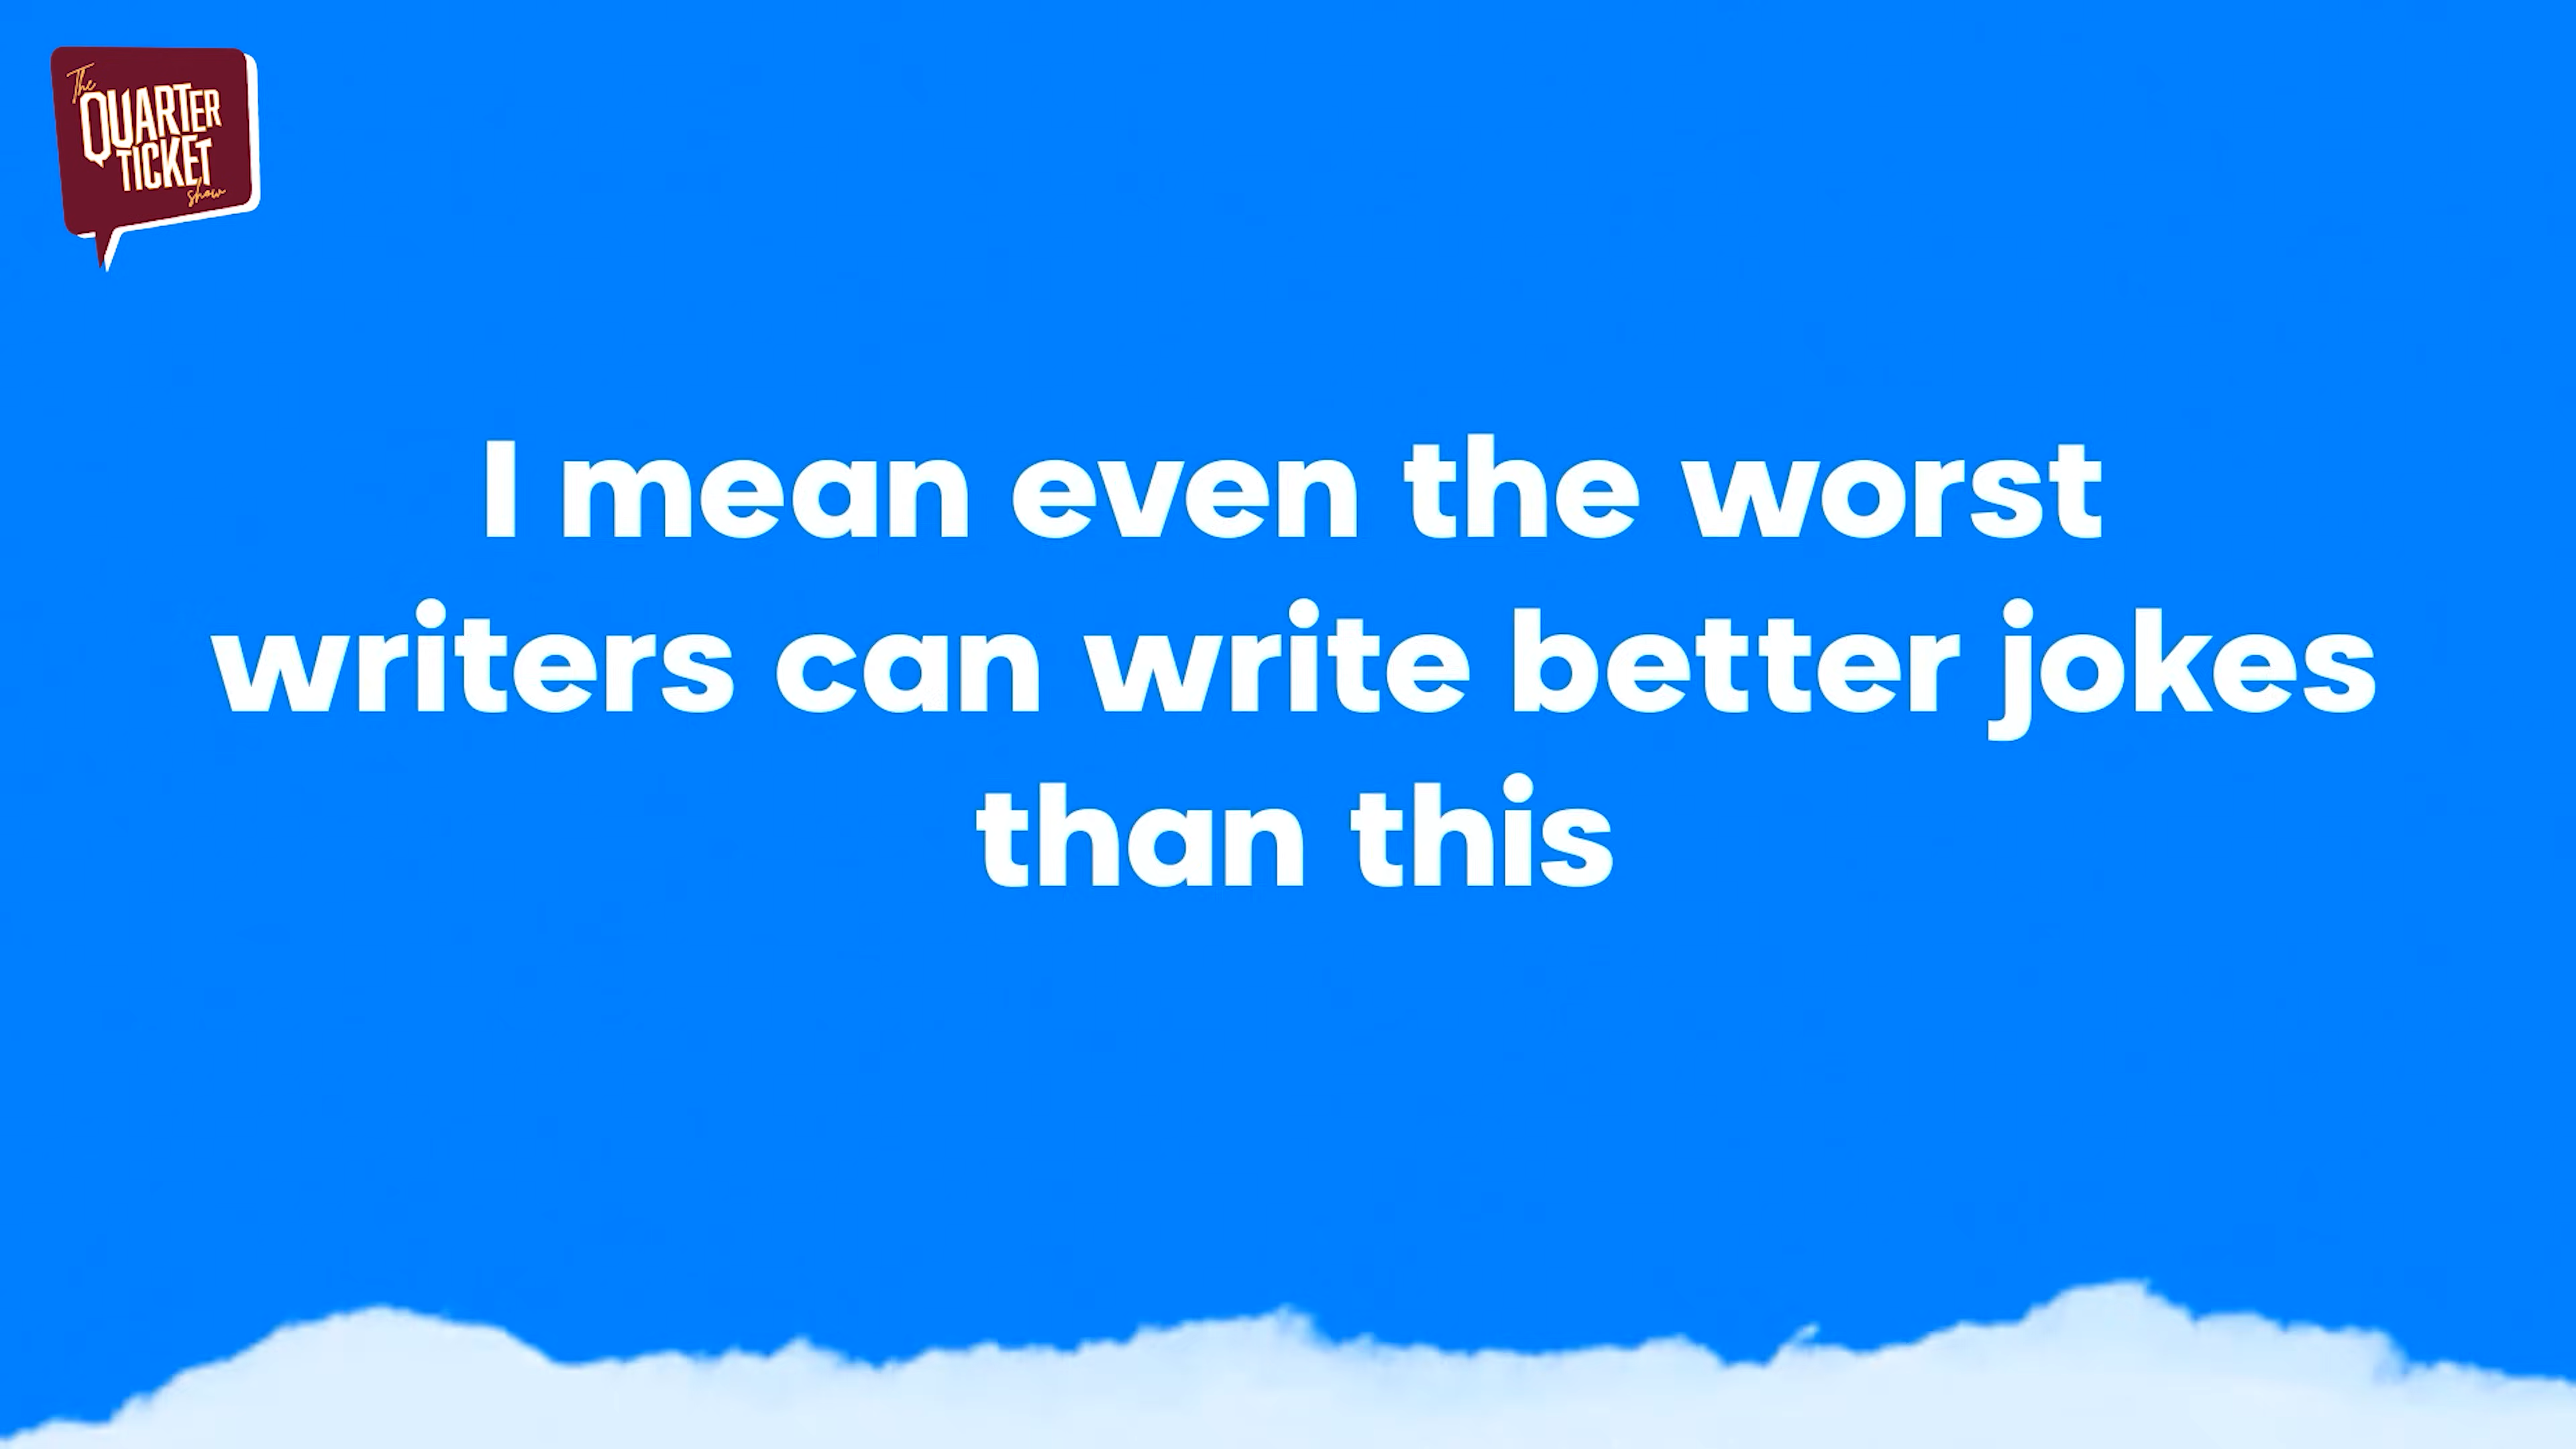 The
QUARTER
TICKET
show
I mean even the worst
writers can write better jokes
than this